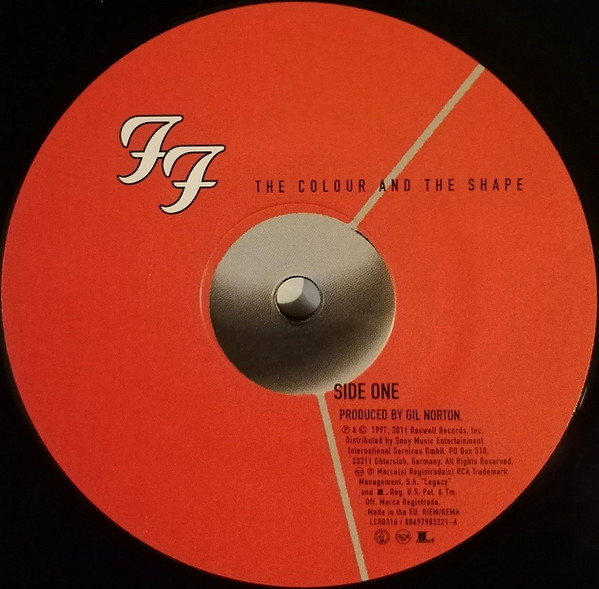 FF
THE COLOUR AND THE SHAPE
SIDE ONE
PRODUCED BY GIL NORTON.
℗ & © 1997, 2011 Roswell Records, Inc.
Distributed by Sony Music Entertainment
International Services GmbH. PO Box 510,
33311 Gütersloh, Germany. All Rights Reserved.
RCA ® Marca(s) Registrada(s) RCA Trademark
Management, S.A. "Legacy"
and L Reg. U.S. Pat. & Tm.
Off. Marca Registrada.
Made in the EU. BIEM/GEMA
LC00316 / 88697983221-A
RCA L